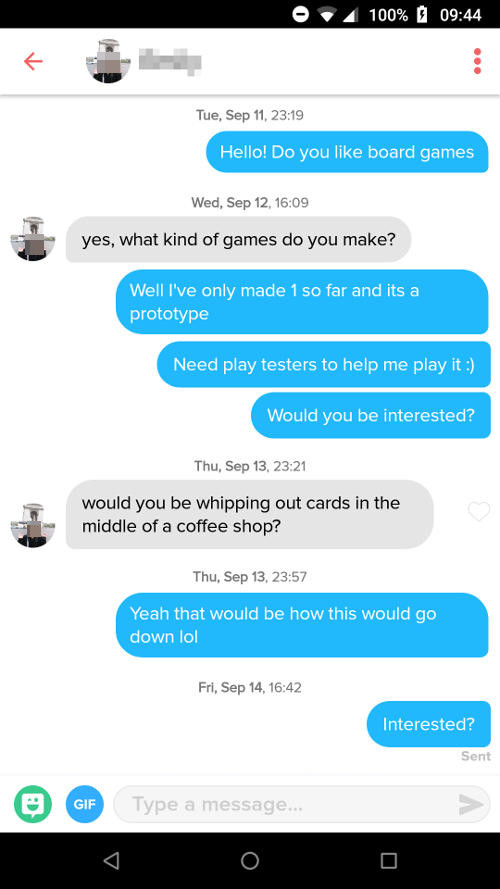 100% 09:44
Tue, Sep 11, 23:19
Hello! Do you like board games
Wed, Sep 12, 16:09
yes, what kind of games do you make?
Well I've only made 1 so far and its a
prototype
Need play testers to help me play it :)
Would you be interested?
Thu, Sep 13, 23:21
would you be whipping out cards in the
middle of a coffee shop?
Thu, Sep 13, 23:57
Yeah that would be how this would go
down lol
Fri, Sep 14, 16:42
Interested?
Sent
GIF
Type a message...